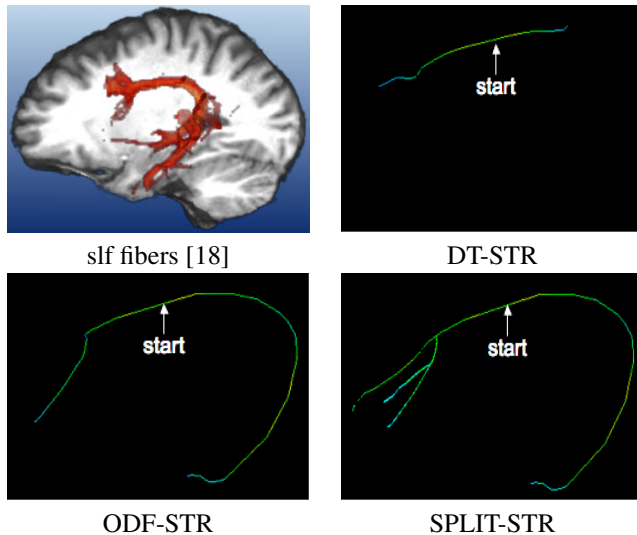 start
slf fibers [18]
DT-STR
start
start
ODF-STR
SPLIT-STR